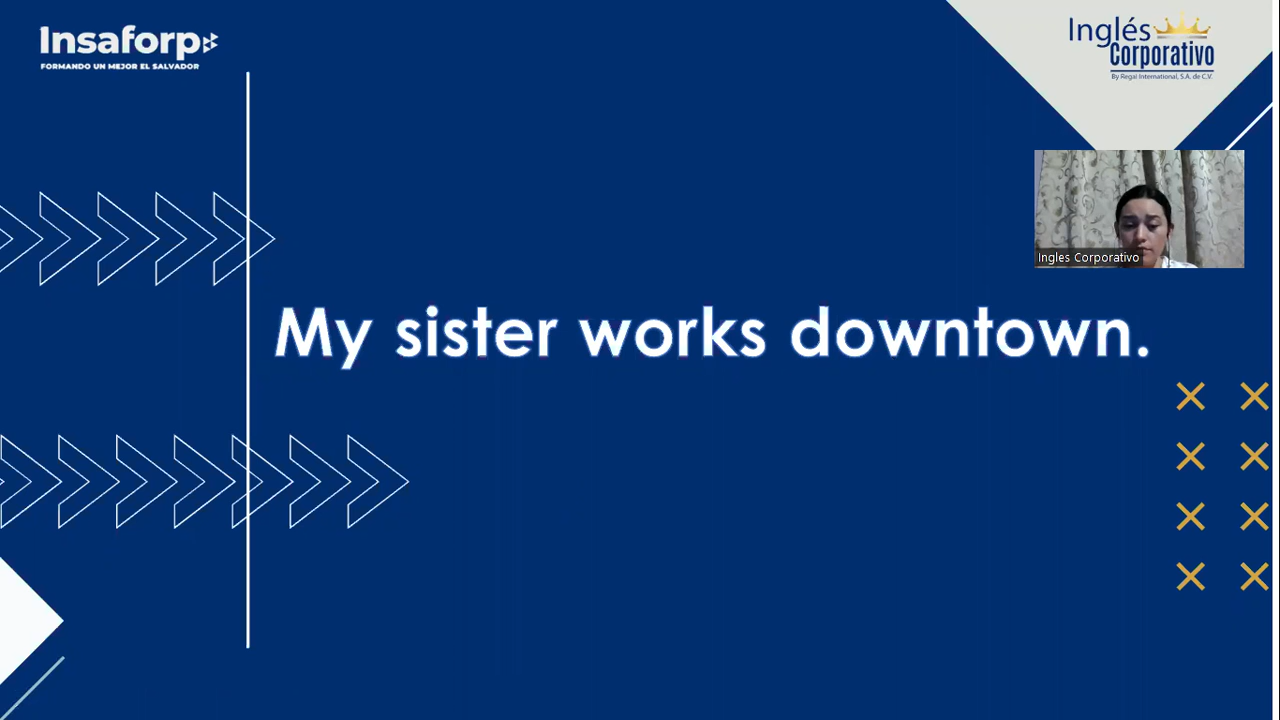 Insaforp
FORMANDO UN MEJOR EL SALVADOR
Inglés
Corporativo
By Regal International, S.A. de C.V.
Ingles Corporativo
My sister works downtown.